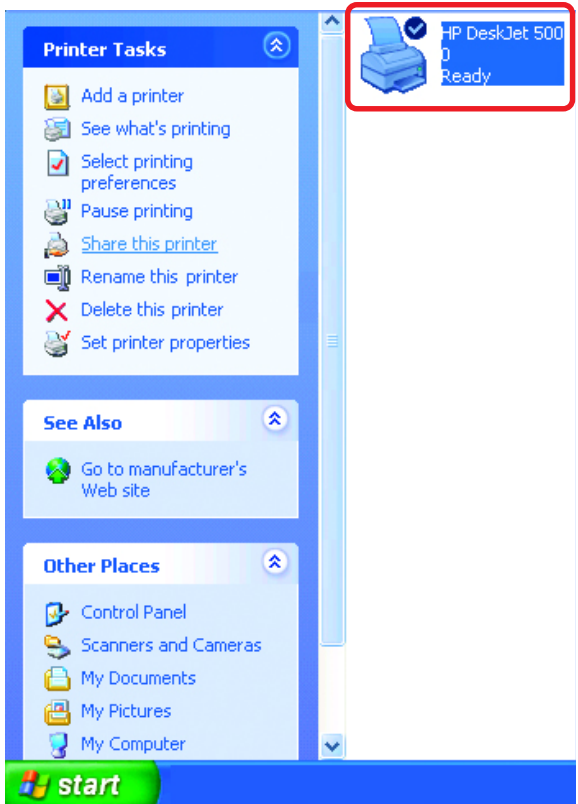 Printer Tasks
Add a printer
See what's printing
Select printing
preferences
Pause printing
Share this printer
Rename this printer
Delete this printer
Set printer properties
See Also
Go to manufacturer's
Web site
Other Places
Control Panel
Scanners and Cameras
My Documents
My Pictures
My Computer
HP DeskJet 500
0
Ready
start